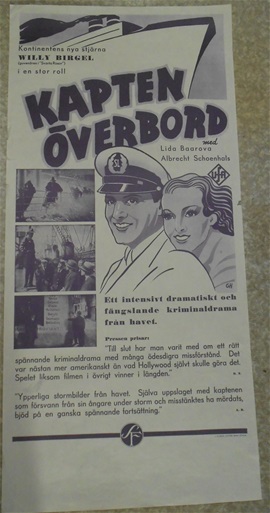 Kontinentens nya stjärna
WILLY BIRGEL
i en stor roll
KAPTEN
ÖVERBORD
med
Lida Baarova
Albrecht Schoenhals
UFA
Ett intensivt dramatiskt och
fängslande kriminaldrama
från havet.
Pressen prisar:
"Till slut har man varit med om ett rätt
spännande kriminaldrama med många ödesdigra missförstånd. Det
var nästan mer amerikanskt än vad Hollywood självt skulle göra det.
Spelet liksom filmen i övrigt vinner i längden."
"Ypperliga stormbilder från havet. Själva uppslaget med kaptenen
som försvann från sin ångare under storm och misstänktes ha mördats,
bjöd på en ganska spännande fortsättning."
SF